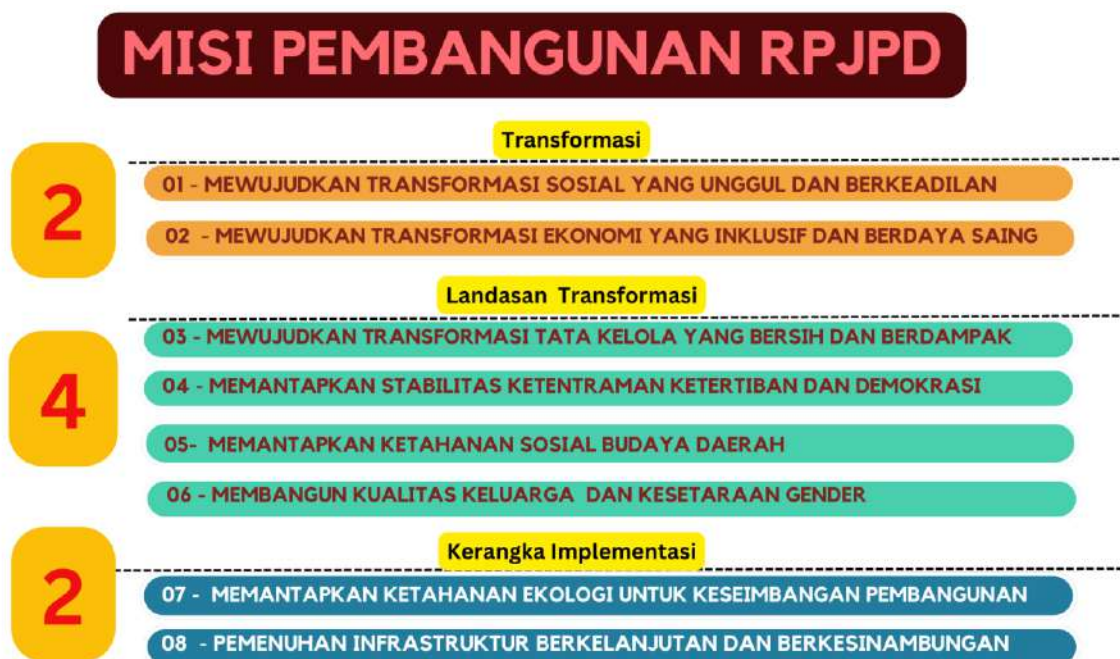 MISI PEMBANGUNAN RPJPD
Transformasi
2
01 - MEWUJUDKAN TRANSFORMASI SOSIAL YANG UNGGUL DAN BERKEADILAN
02 - MEWUJUDKAN TRANSFORMASI EKONOMI YANG INKLUSIF DAN BERDAYA SAING
Landasan Transformasi
4
03 - MEWUJUDKAN TRANSFORMASI TATA KELOLA YANG BERSIH DAN BERDAMPAK
04 - MEMANTAPKAN STABILITAS KETENTRAMAN KETERTIBAN DAN DEMOKRASI
05- MEMANTAPKAN KETAHANAN SOSIAL BUDAYA DAERAH
06 - MEMBANGUN KUALITAS KELUARGA DAN KESETARAAN GENDER
Kerangka Implementasi
2
07 - MEMANTAPKAN KETAHANAN EKOLOGI UNTUK KESEIMBANGAN PEMBANGUNAN
08 - PEMENUHAN INFRASTRUKTUR BERKELANJUTAN DAN BERKESINAMBUNGAN